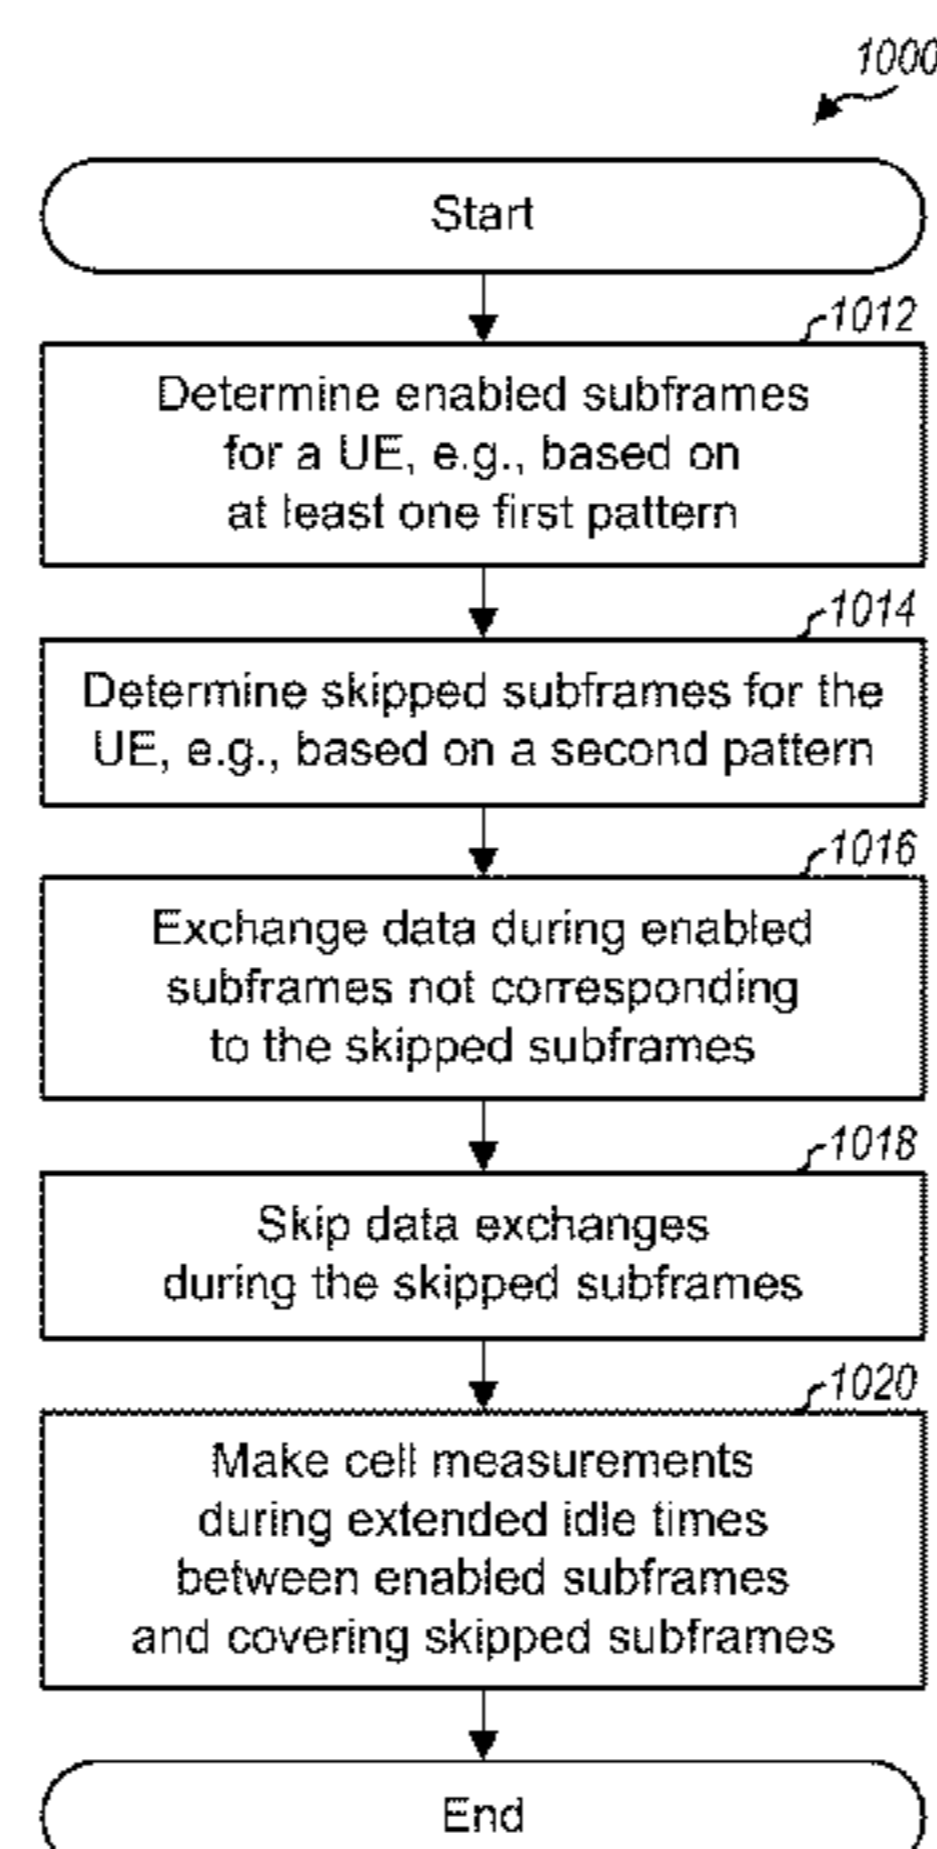 1000
Start
1012
Determine enabled subframes
for a UE, e.g., based on
at least one first pattern
1014
Determine skipped subframes for the
UE, e.g., based on a second pattern
1016
Exchange data during enabled
subframes not corresponding
to the skipped subframes
1018
Skip data exchanges
during the skipped subframes
1020
Make cell measurements
during extended idle times
between enabled subframes
and covering skipped subframes
End